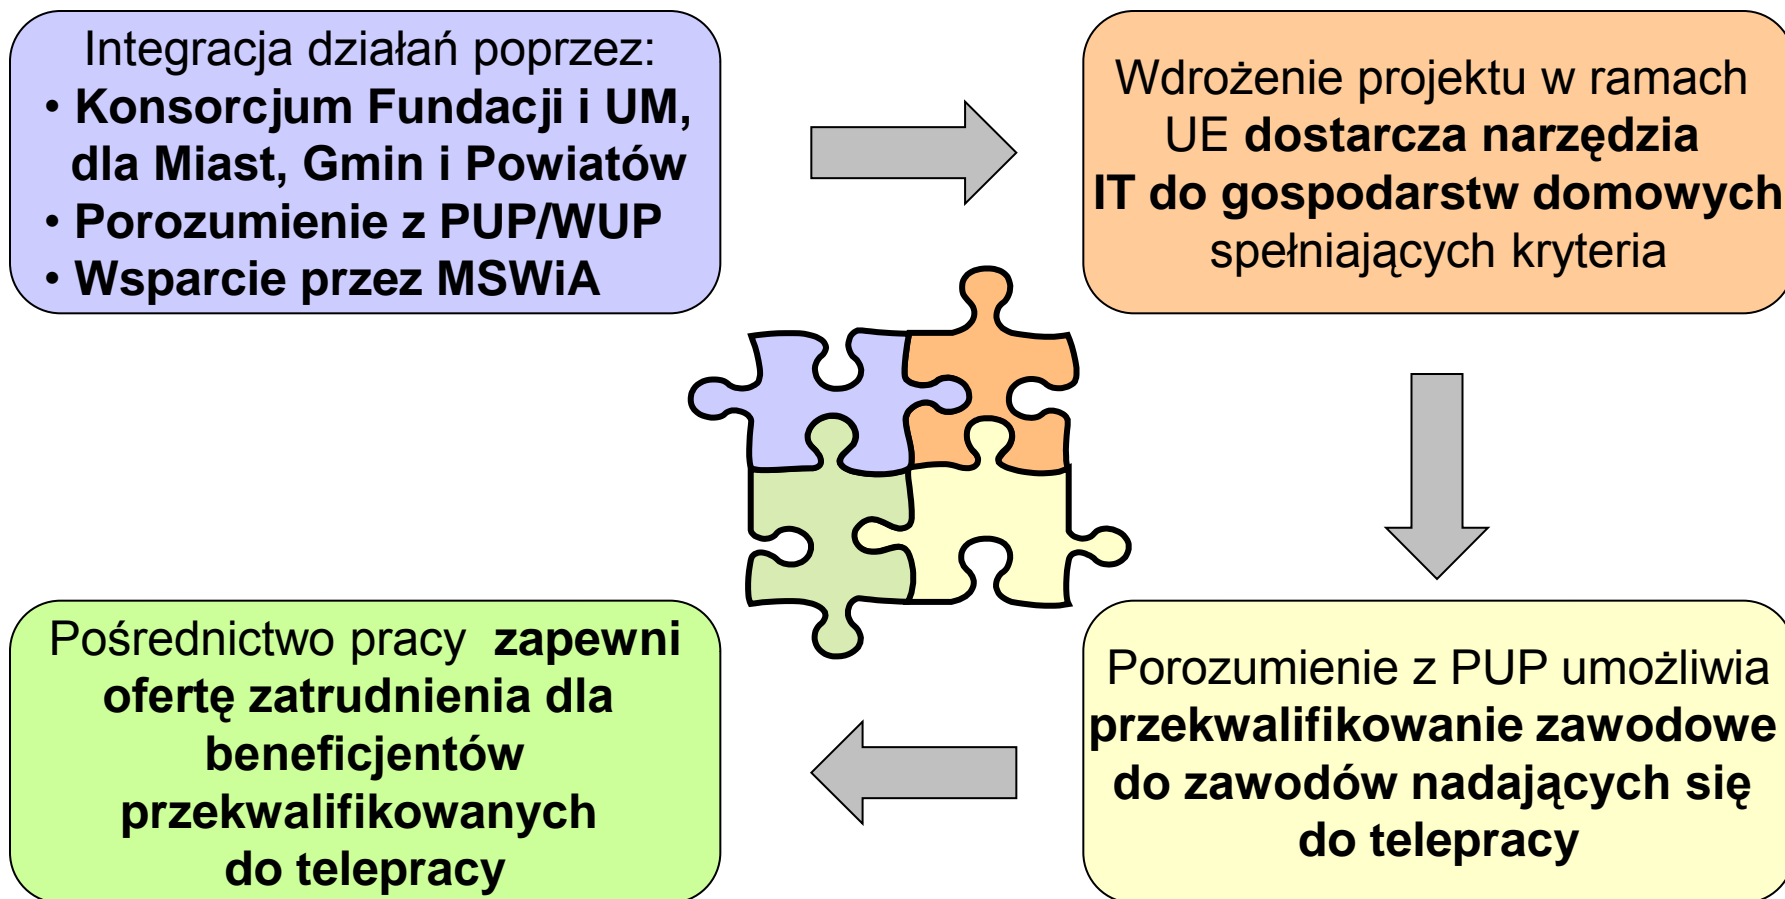 Integracja działań poprzez:
• Konsorcjum Fundacji i UM,
dla Miast, Gmin i Powiatów
• Porozumienie z PUP/WUP
• Wsparcie przez MSWiA
Wdrożenie projektu w ramach
UE dostarcza narzędzia
IT do gospodarstw domowych
spełniających kryteria
Porozumienie z PUP umożliwia
przekwalifikowanie zawodowe
do zawodów nadających się
do telepracy
Pośrednictwo pracy zapewni
ofertę zatrudnienia dla
beneficjentów
przekwalifikowanych
do telepracy